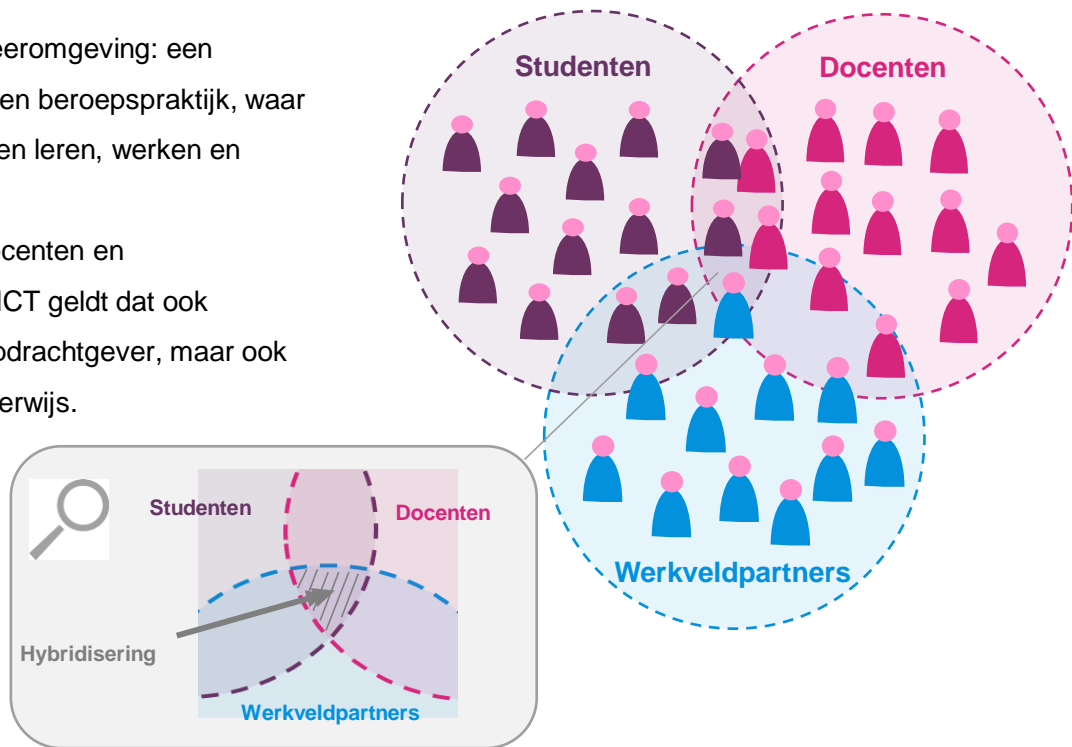 eeromgeving: een
en beroepspraktijk, waar
en leren, werken en
ocenten en
ICT geldt dat ook
odrachtgever, maar ook
erwijs.
Studenten
Docenten
Werkveldpartners
Studenten
Docenten
Hybridisering
Werkveldpartners